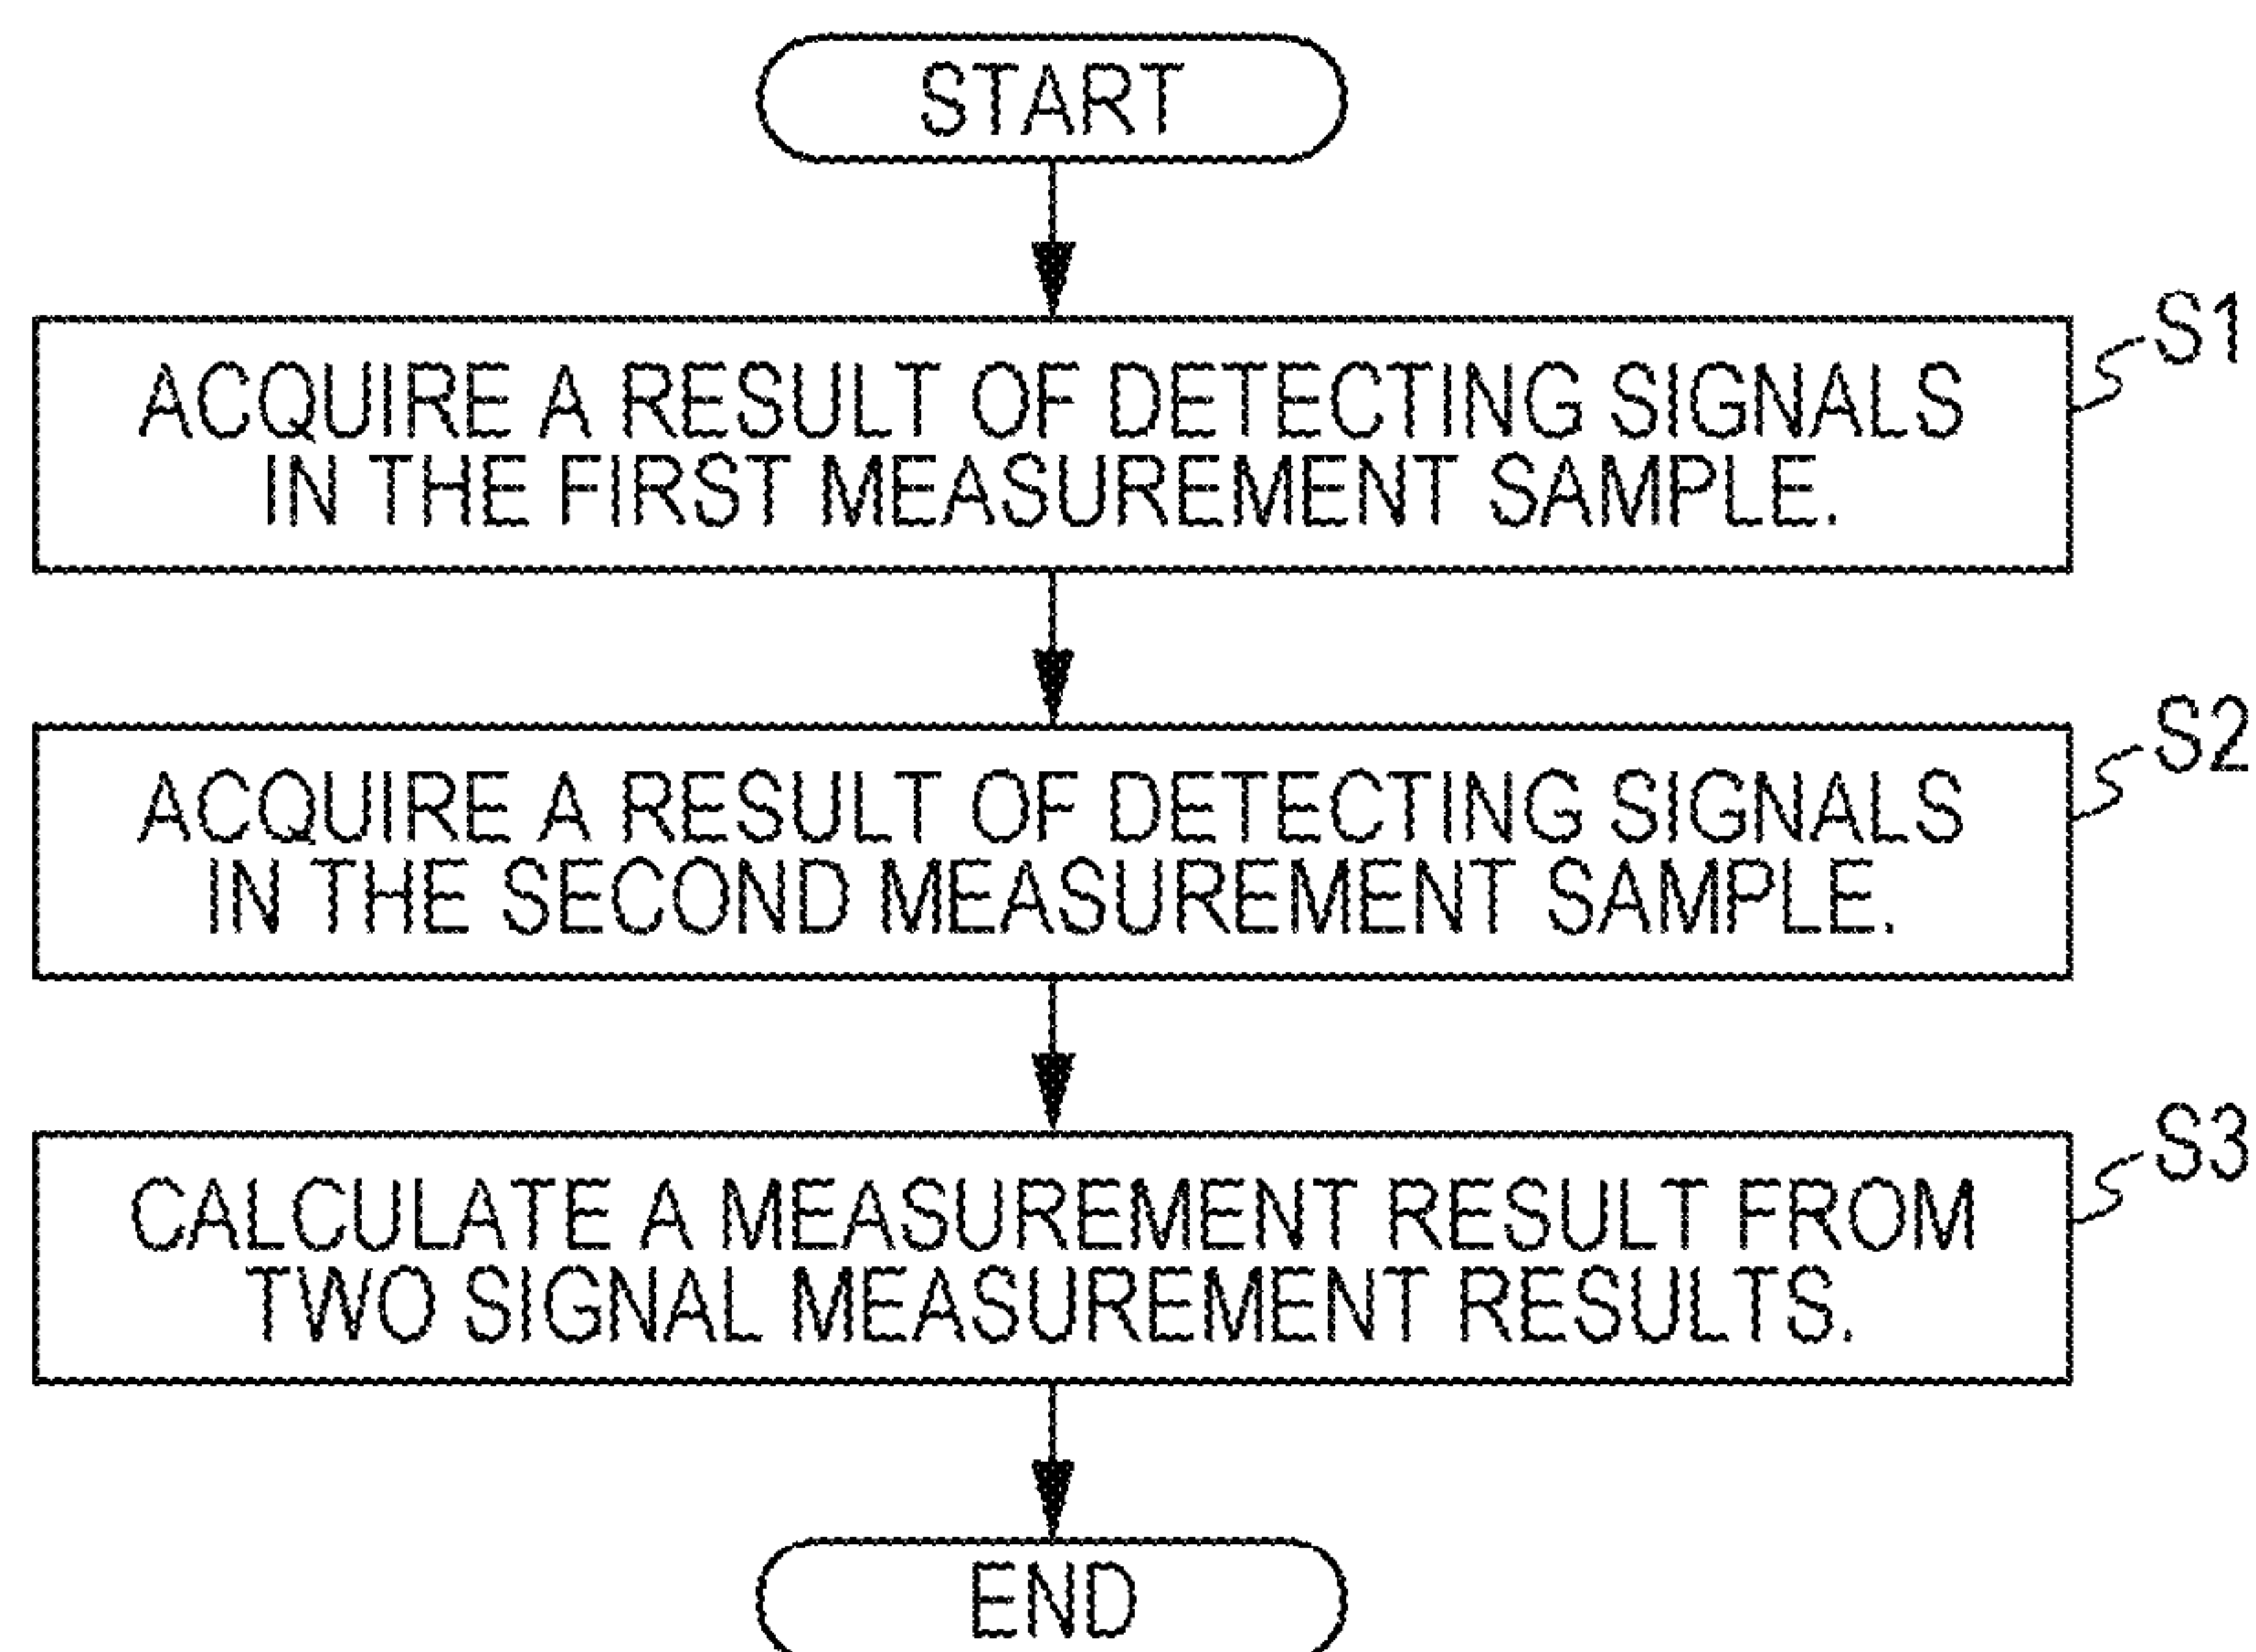 START
S1
ACQUIRE A RESULT OF DETECTING SIGNALS
IN THE FIRST MEASUREMENT SAMPLE.
S2
ACQUIRE A RESULT OF DETECTING SIGNALS
IN THE SECOND MEASUREMENT SAMPLE.
S3
CALCULATE A MEASUREMENT RESULT FROM
TWO SIGNAL MEASUREMENT RESULTS.
END